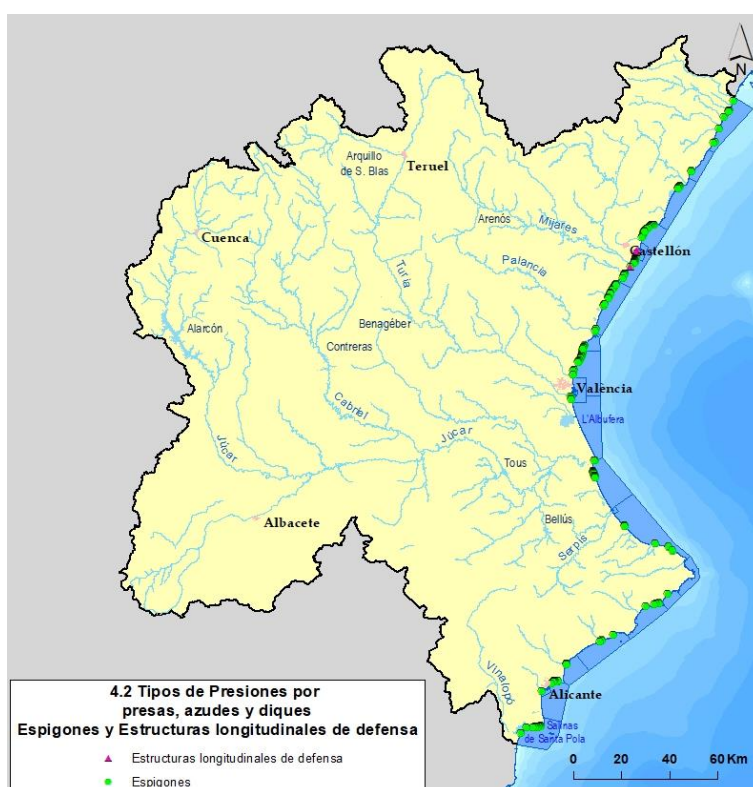 N
Arquillo
de S. Blas
Teruel
Arenós
Mijares
Cuenca
Castellón
Palancia
Turia
Alarcón
Benagéber
Contreras
València
Cabriel
L'Albufera
Júcar
Júcar
Tous
Albacete
Bellús
Serpis
Vinalopó
Alicante
Salinas
de Santa Pola
4.2 Tipos de Presiones por
presas, azudes y diques
Espigones y Estructuras longitudinales de defensa
Estructuras longitudinales de defensa
Espigones
0 20 40 60 Km